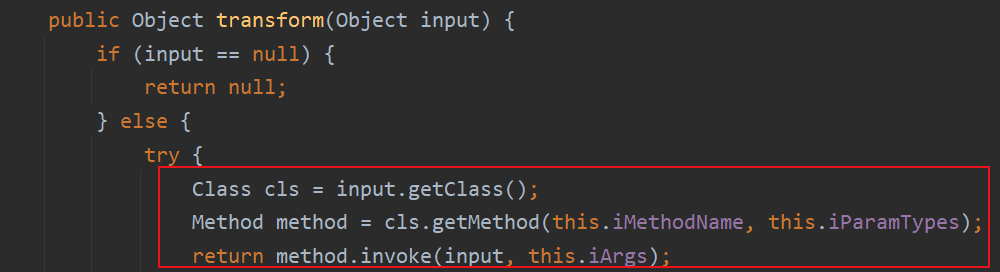 public Object transform(Object input) {
if (input == null) {
return null;
} else {
try {
Class cls = input.getClass();
Method method = cls.getMethod(this.iMethodName, this.iParamTypes);
return method.invoke(input, this.iArgs);